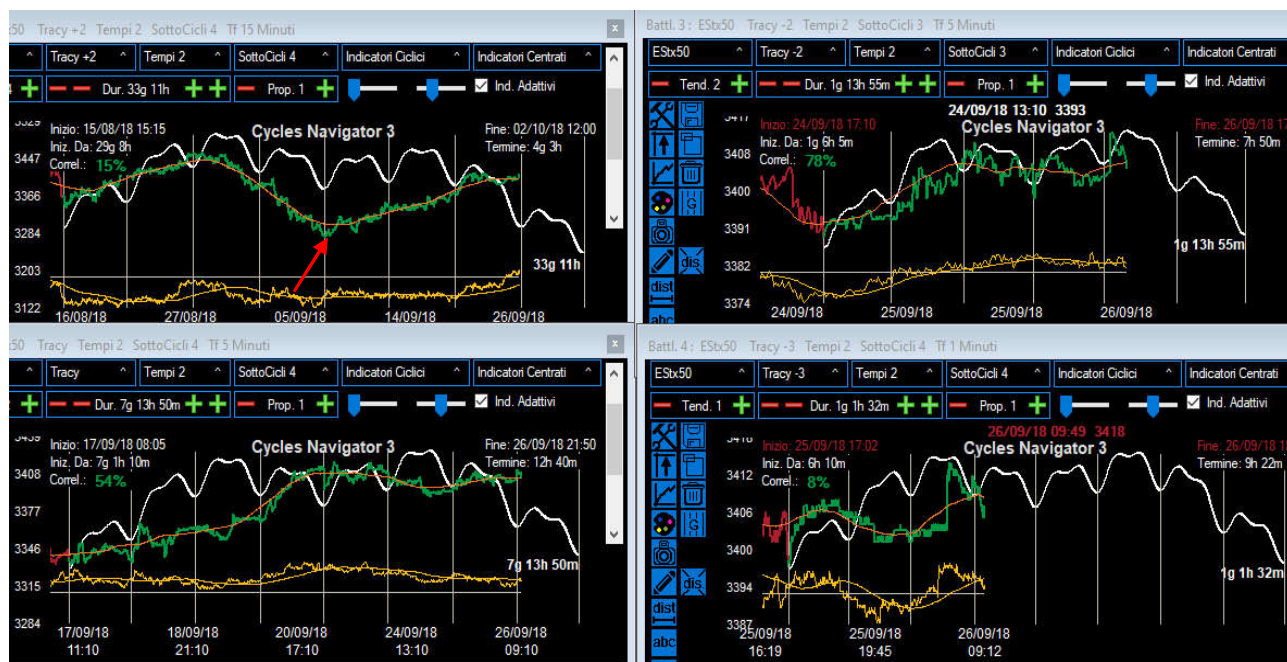 x50 Tracy +2 Tempi 2 SottoCicli 4 Tf 15 Minuti x
^ Tracy +2 ^ Tempi 2 ^ SottoCicli 4 ^ Indicatori Ciclici ^ Indicatori Centrati
Dur. 33g 11h Prop. 1 Ind. Adattivi
3529
Inizio: 15/08/18 15:15 Cycles Navigator 3 Fine: 02/10/18 12:00
Iniz. Da: 29g 8h Termine: 4g 3h
Correl.: 15%
3447
3366
3284
33g 11h
3203
3122
16/08/18 27/08/18 05/09/18 14/09/18 26/09/18
Battl. 3 : EStx50 Tracy -2 Tempi 2 SottoCicli 3 Tf 5 Minuti
EStx50 ^ Tracy -2 ^ Tempi 2 ^ SottoCicli 3 ^ Indicatori Ciclici ^ Indicatori Centrati
Tend. 2 Dur. 1g 13h 55m Prop. 1 Ind. Adattivi
24/09/18 13:10 3393
3417
Inizio: 24/09/18 17:10 Cycles Navigator 3 Fine: 26/09/18 17
Iniz. Da: 1g 6h 5m Termine: 7h 50m
3408
Correl.: 78%
3400
3391
1g 13h 55m
3382
3374
24/09/18 25/09/18 25/09/18 26/09/18
G
dis
dist
abc
x50 Tracy Tempi 2 SottoCicli 4 Tf 5 Minuti x
^ Tracy ^ Tempi 2 ^ SottoCicli 4 ^ Indicatori Ciclici ^ Indicatori Centrati
Dur. 7g 13h 50m Prop. 1 Ind. Adattivi
3439
Inizio: 17/09/18 08:05 Cycles Navigator 3 Fine: 26/09/18 21:50
Iniz. Da: 7g 1h 10m Termine: 12h 40m
3408
Correl.: 54%
3377
3346
7g 13h 50m
3315
3284
17/09/18 18/09/18 20/09/18 24/09/18 26/09/18
11:10 21:10 17:10 13:10 09:10
Battl. 4 : EStx50 Tracy -3 Tempi 2 SottoCicli 4 Tf 1 Minuti
EStx50 ^ Tracy -3 ^ Tempi 2 ^ SottoCicli 4 ^ Indicatori Ciclici ^ Indicatori Centrati
Tend. 1 Dur. 1g 1h 32m Prop. 1 Ind. Adattivi
26/09/18 09:49 3418
3418
Inizio: 25/09/18 17:02 Cycles Navigator 3 Fine: 26/09/18 1
Iniz. Da: 6h 10m Termine: 9h 22m
3412
Correl.: 8%
3406
3400
1g 1h 32m
3394
3387
25/09/18 25/09/18 26/09/18
16:19 19:45 09:12
G
dis
dist
abc